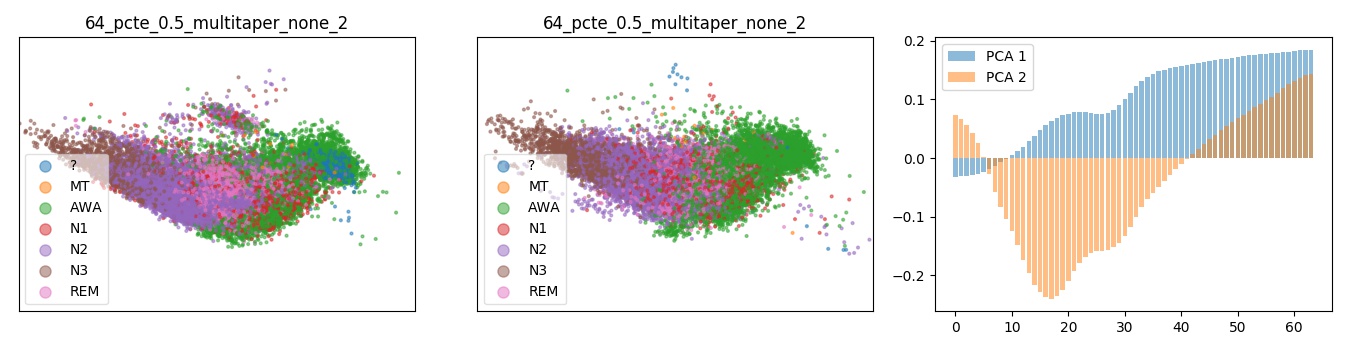 64_pcte_0.5_multitaper_none_2
?
MT
AWA
N1
N2
N3
REM
64_pcte_0.5_multitaper_none_2
?
MT
AWA
N1
N2
N3
REM
PCA 1
PCA 2
0.2
0.1
0.0
−0.1
−0.2
0 10 20 30 40 50 60